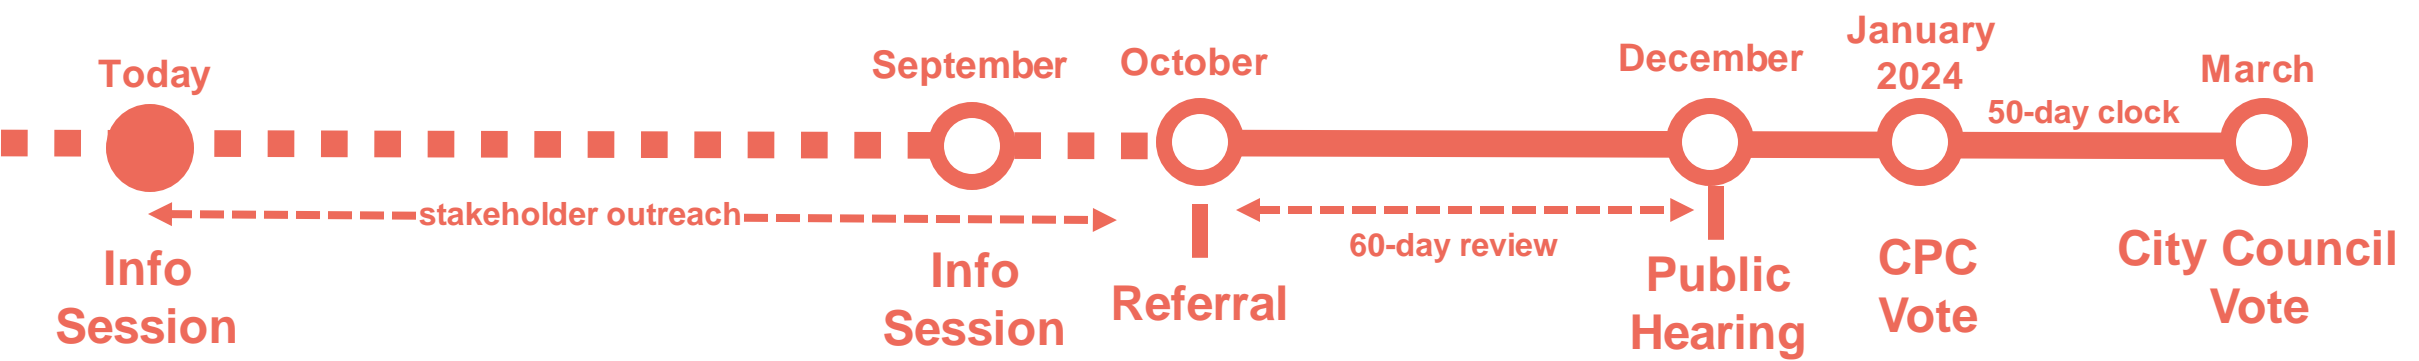 Today
September
October
December
January
2024
March
50-day clock
stakeholder outreach
60-day review
Info
Session
Info
Session
Referral
Public
Hearing
CPC
Vote
City Council
Vote